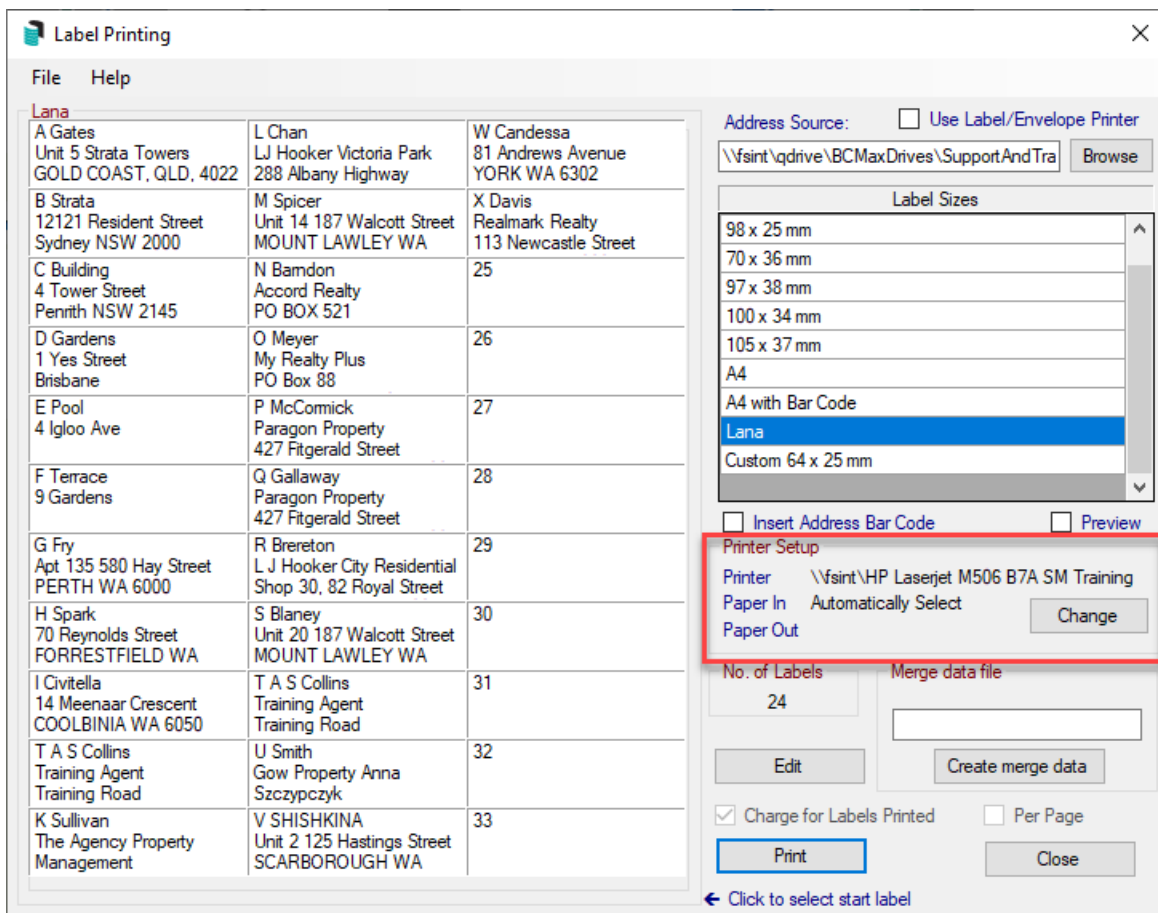 Label Printing
File Help
Lana
A Gates
Unit 5 Strata Towers
GOLD COAST, QLD, 4022
L Chan
LJ Hooker Victoria Park
288 Albany Highway
W Candessa
81 Andrews Avenue
YORK WA 6302
B Strata
12121 Resident Street
Sydney NSW 2000
M Spicer
Unit 14 187 Walcott Street
MOUNT LAWLEY WA
X Davis
Realmark Realty
113 Newcastle Street
C Building
4 Tower Street
Penrith NSW 2145
N Barndon
Accord Realty
PO BOX 521
25
D Gardens
1 Yes Street
Brisbane
O Meyer
My Realty Plus
PO Box 88
26
E Pool
4 Igloo Ave
P McCormick
Paragon Property
427 Fitgerald Street
27
F Terrace
9 Gardens
Q Gallaway
Paragon Property
427 Fitgerald Street
28
G Fry
Apt 135 580 Hay Street
PERTH WA 6000
R Brereton
L J Hooker City Residential
Shop 30, 82 Royal Street
29
H Spark
70 Reynolds Street
FORRESTFIELD WA
S Blaney
Unit 20 187 Walcott Street
MOUNT LAWLEY WA
30
I Civitella
14 Meenaar Crescent
COOLBINIA WA 6050
T A S Collins
Training Agent
Training Road
31
T A S Collins
Training Agent
Training Road
U Smith
Gow Property Anna
Szczypczyk
32
K Sullivan
The Agency Property
Management
V SHISHKINA
Unit 2 125 Hastings Street
SCARBOROUGH WA
33
Address Source: Use Label/Envelope Printer
\\fsint\qdrive\BCMaxDrives\SupportAndTra Browse
Label Sizes
98 x 25 mm
70 x 36 mm
97 x 38 mm
100 x 34 mm
105 x 37 mm
A4
A4 with Bar Code
Lana
Custom 64 x 25 mm
Insert Address Bar Code Preview
Printer Setup
Printer \\fsint\HP Laserjet M506 B7A SM Training
Paper In Automatically Select
Change
Paper Out
No. of Labels
24
Merge data file
Edit
Create merge data
Charge for Labels Printed Per Page
Print Close
← Click to select start label